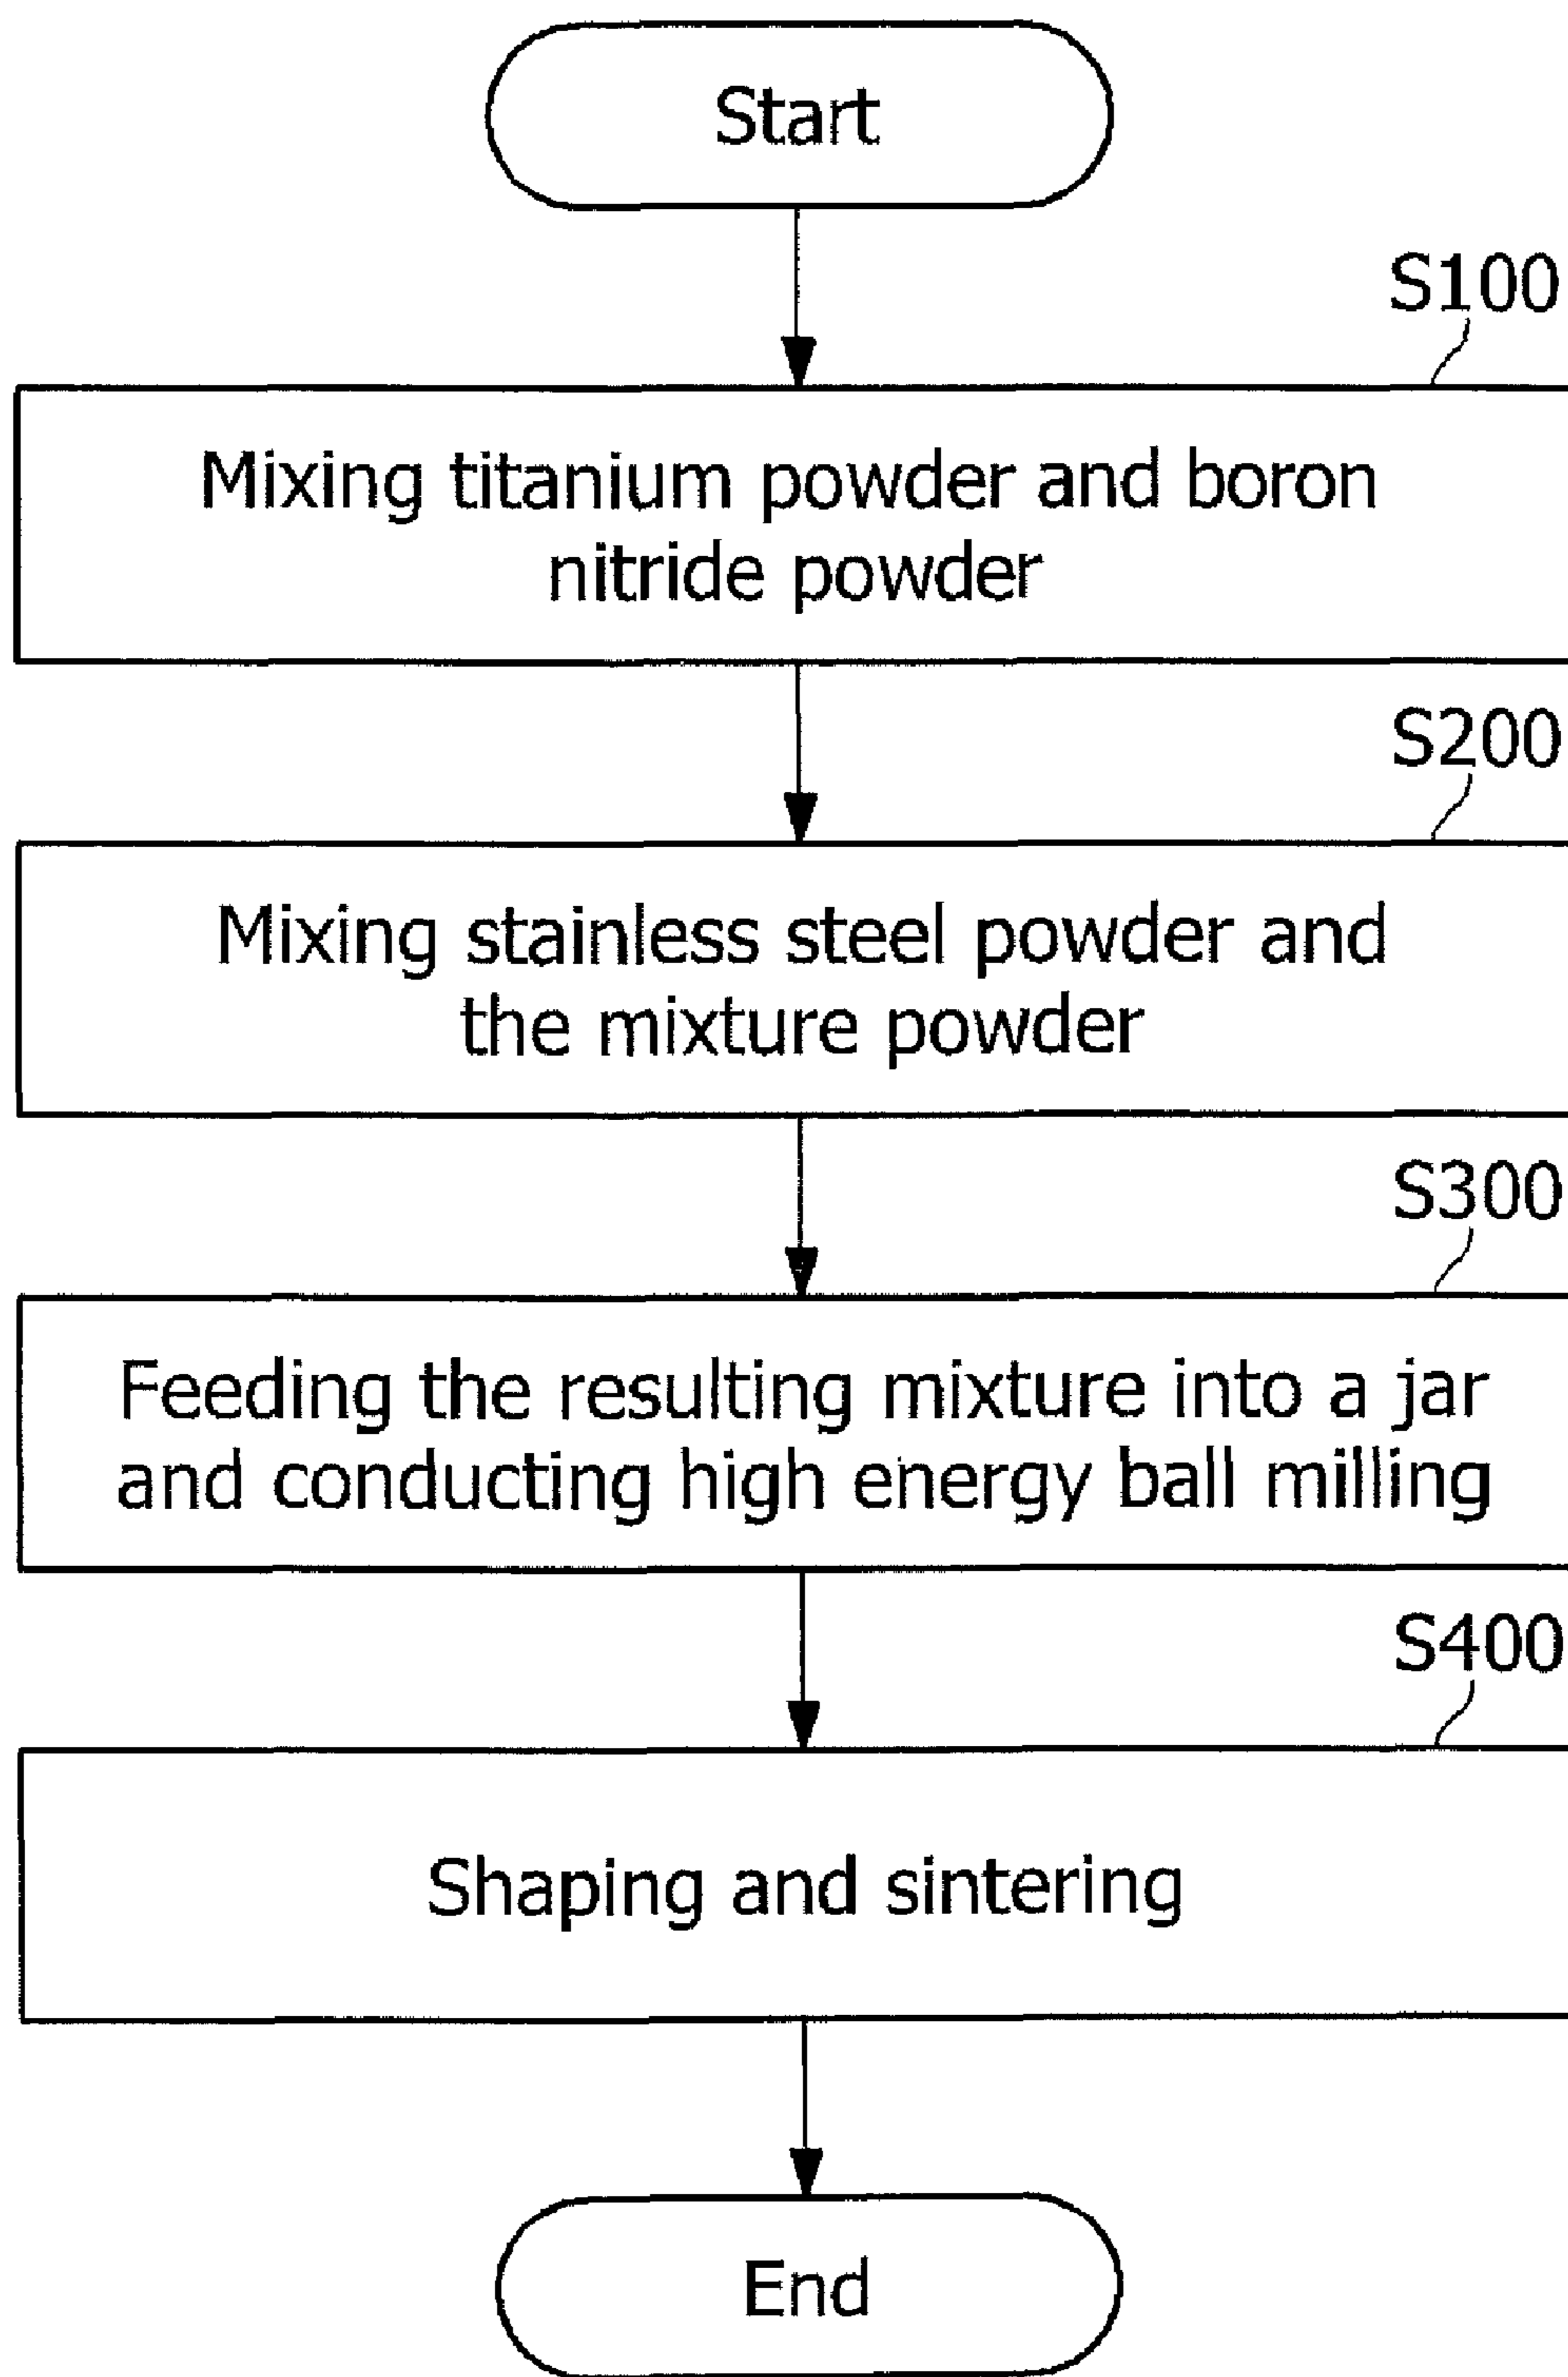 Start
S100
Mixing titanium powder and boron
nitride powder
S200
Mixing stainless steel powder and
the mixture powder
S300
Feeding the resulting mixture into a jar
and conducting high energy ball milling
S400
Shaping and sintering
End